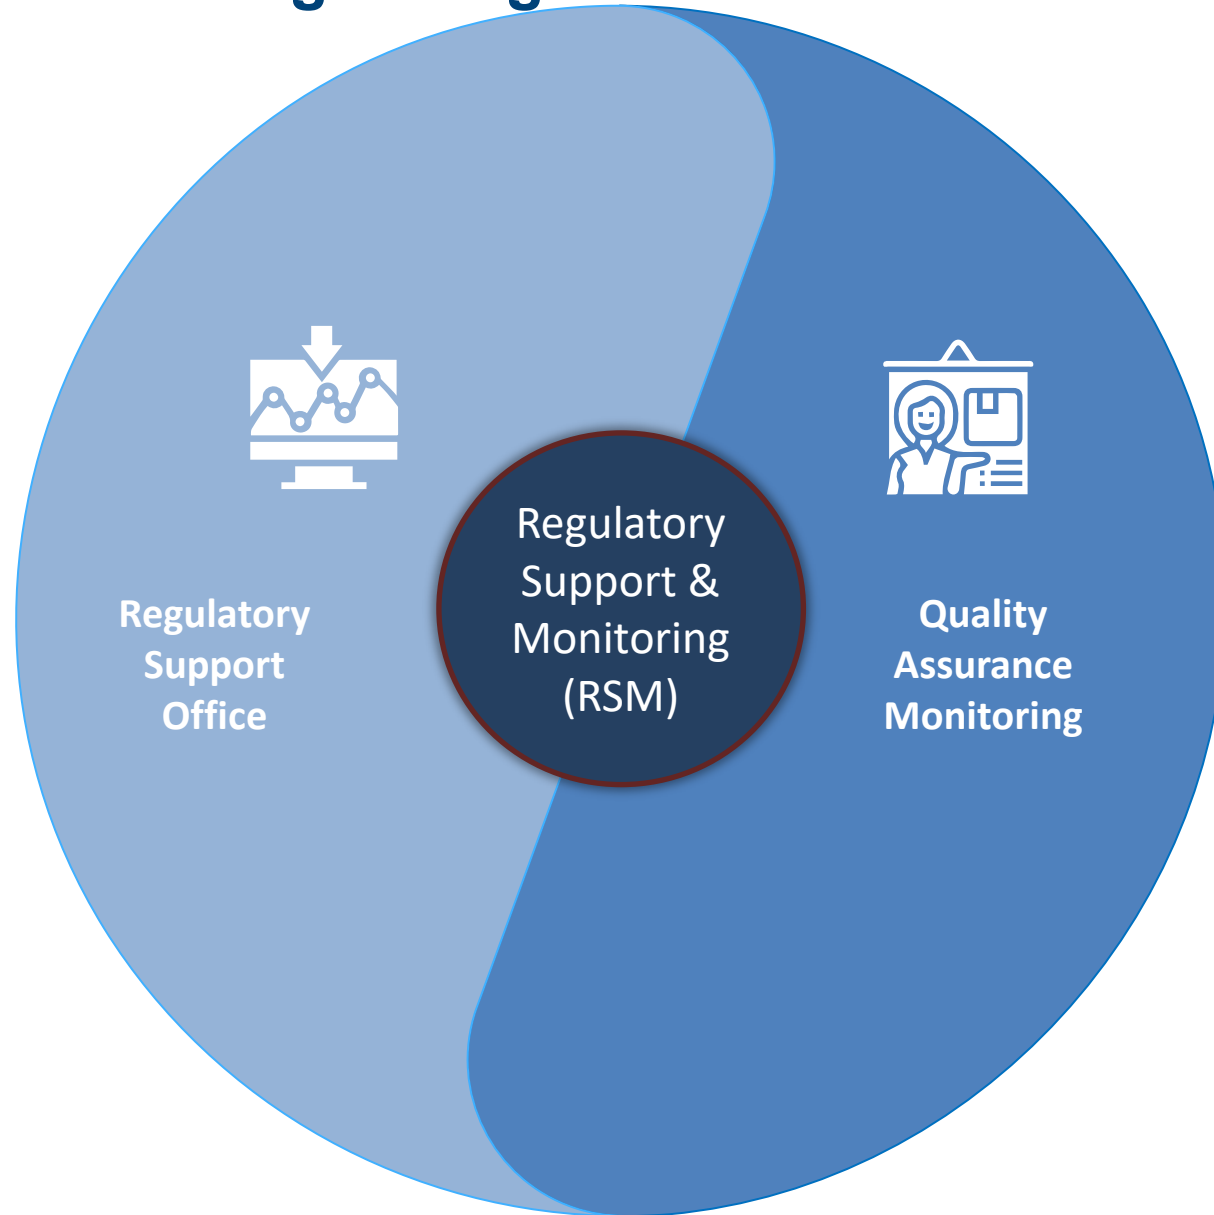 Regulatory
Support
Office
Regulatory
Support &
Monitoring
(RSM)
Quality
Assurance
Monitoring